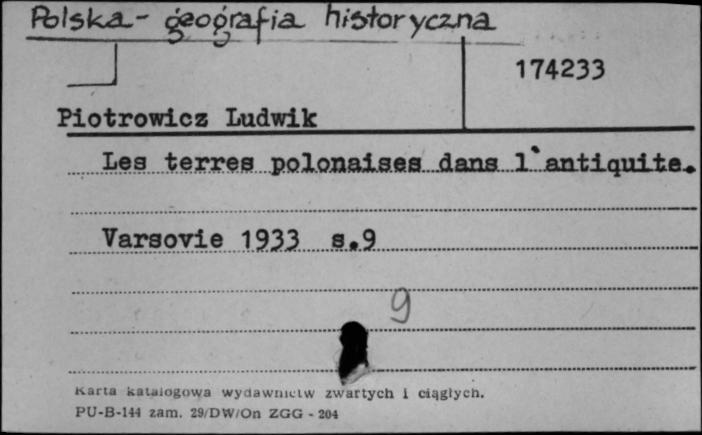 Polska - geografia historyczna
174233
Piotrowicz Ludwik
Les terres polonaises dans l`antiquite.
Varsovie 1933 s.9
9
Karta katalogowa wydawnictw zwartych i ciągłych.
PU-B-144 zam. 29/DW/On ZGG - 204